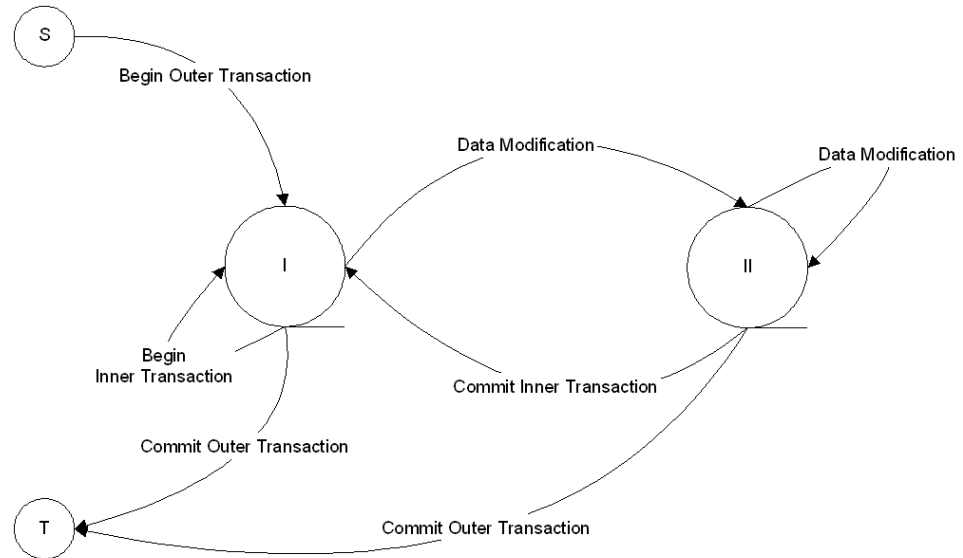 S
Begin Outer Transaction
Data Modification
Data Modification
I
II
Begin
Inner Transaction
Commit Inner Transaction
Commit Outer Transaction
T
Commit Outer Transaction